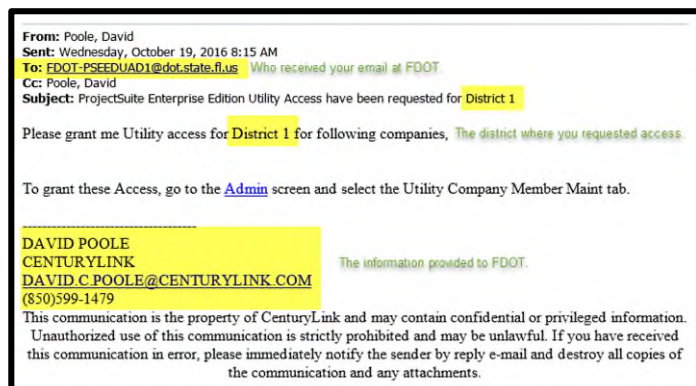 From: Poole, David
Sent: Wednesday, October 19, 2016 8:15 AM
To: FDOT-PSEEDUAD1@dot.state.fl.us Who received your email at FDOT.
Cc: Poole, David
Subject: ProjectSuite Enterprise Edition Utility Access have been requested for District 1
Please grant me Utility access for District 1 for following companies, The district where you requested access.
To grant these Access, go to the Admin screen and select the Utility Company Member Maint tab.
------------------------------------
DAVID POOLE
CENTURYLINK The information provided to FDOT.
DAVID.C.POOLE@CENTURYLINK.COM
(850)599-1479
This communication is the property of CenturyLink and may contain confidential or privileged information.
Unauthorized use of this communication is strictly prohibited and may be unlawful. If you have received
this communication in error, please immediately notify the sender by reply e-mail and destroy all copies of
the communication and any attachments.